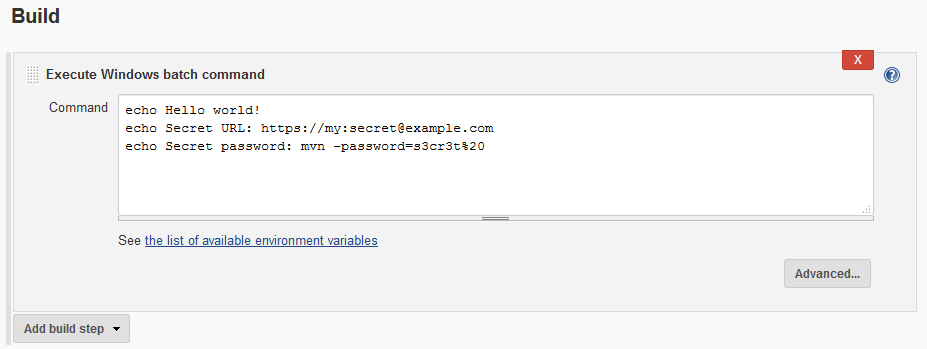 Build
X
Execute Windows batch command
?
Command
echo Hello world!
echo Secret URL: https://my:secret@example.com
echo Secret password: mvn -password=s3cr3t%20
See the list of available environment variables
Advanced...
Add build step